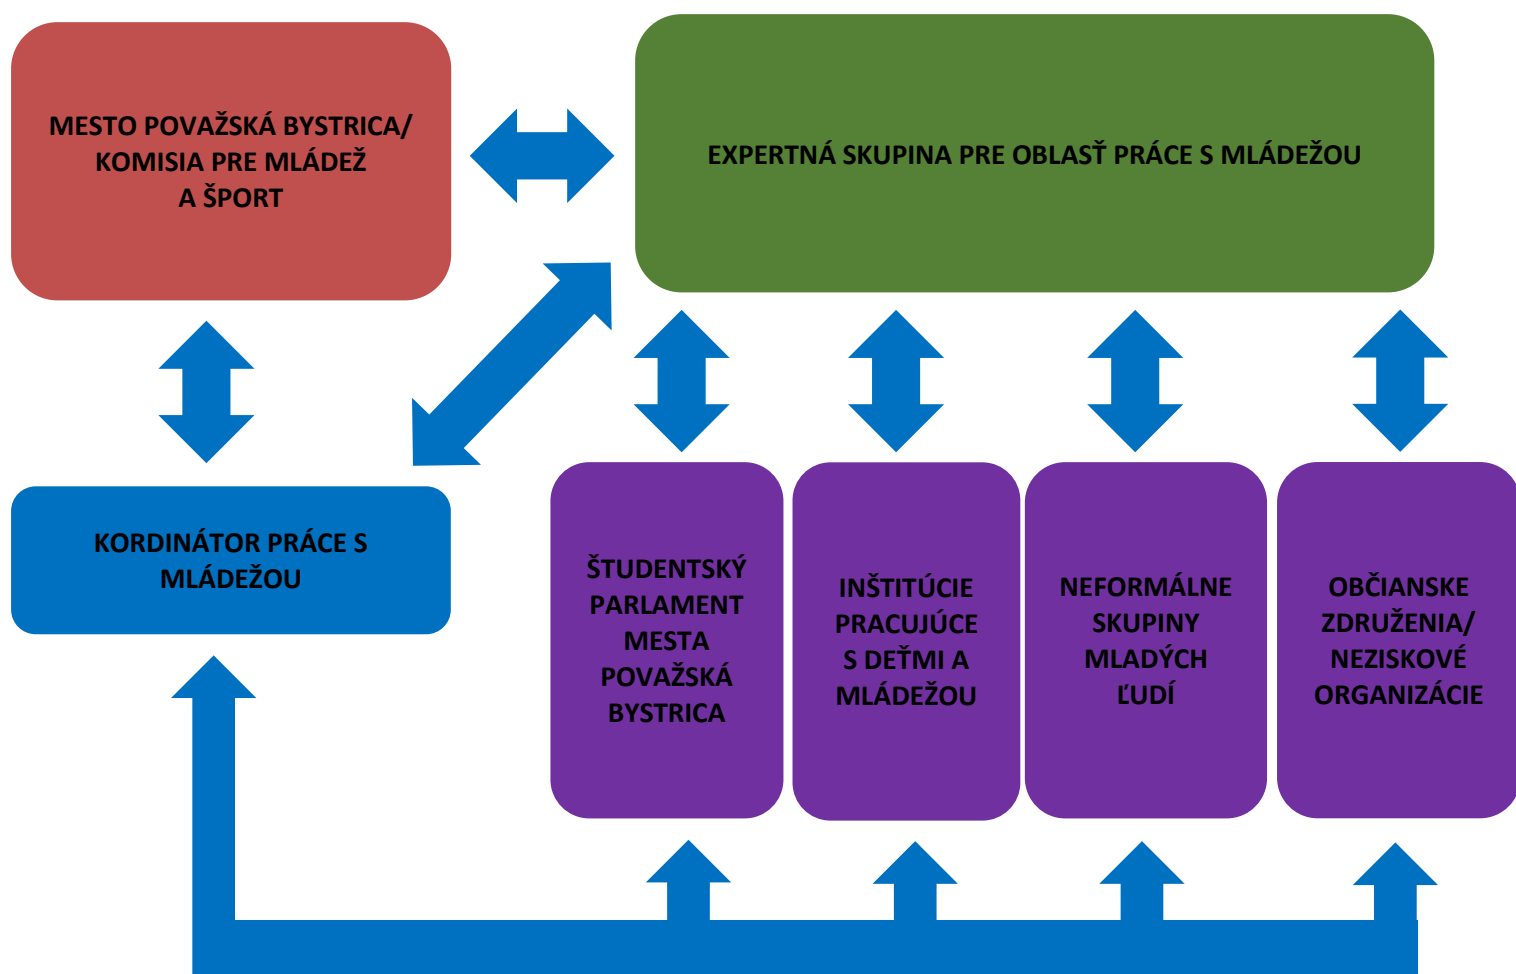 MESTO POVAŽSKÁ BYSTRICA/
KOMISIA PRE MLÁDEŽ
A ŠPORT
EXPERTNÁ SKUPINA PRE OBLASŤ PRÁCE S MLÁDEŽOU
KORDINÁTOR PRÁCE S
MLÁDEŽOU
ŠTUDENTSKÝ
PARLAMENT
MESTA
POVAŽSKÁ
BYSTRICA
INŠTITÚCIE
PRACUJÚCE
S DEŤMI A
MLÁDEŽOU
NEFORMÁLNE
SKUPINY
MLADÝCH
ĽUDÍ
OBČIANSKE
ZDRUŽENIA/
NEZISKOVÉ
ORGANIZÁCIE